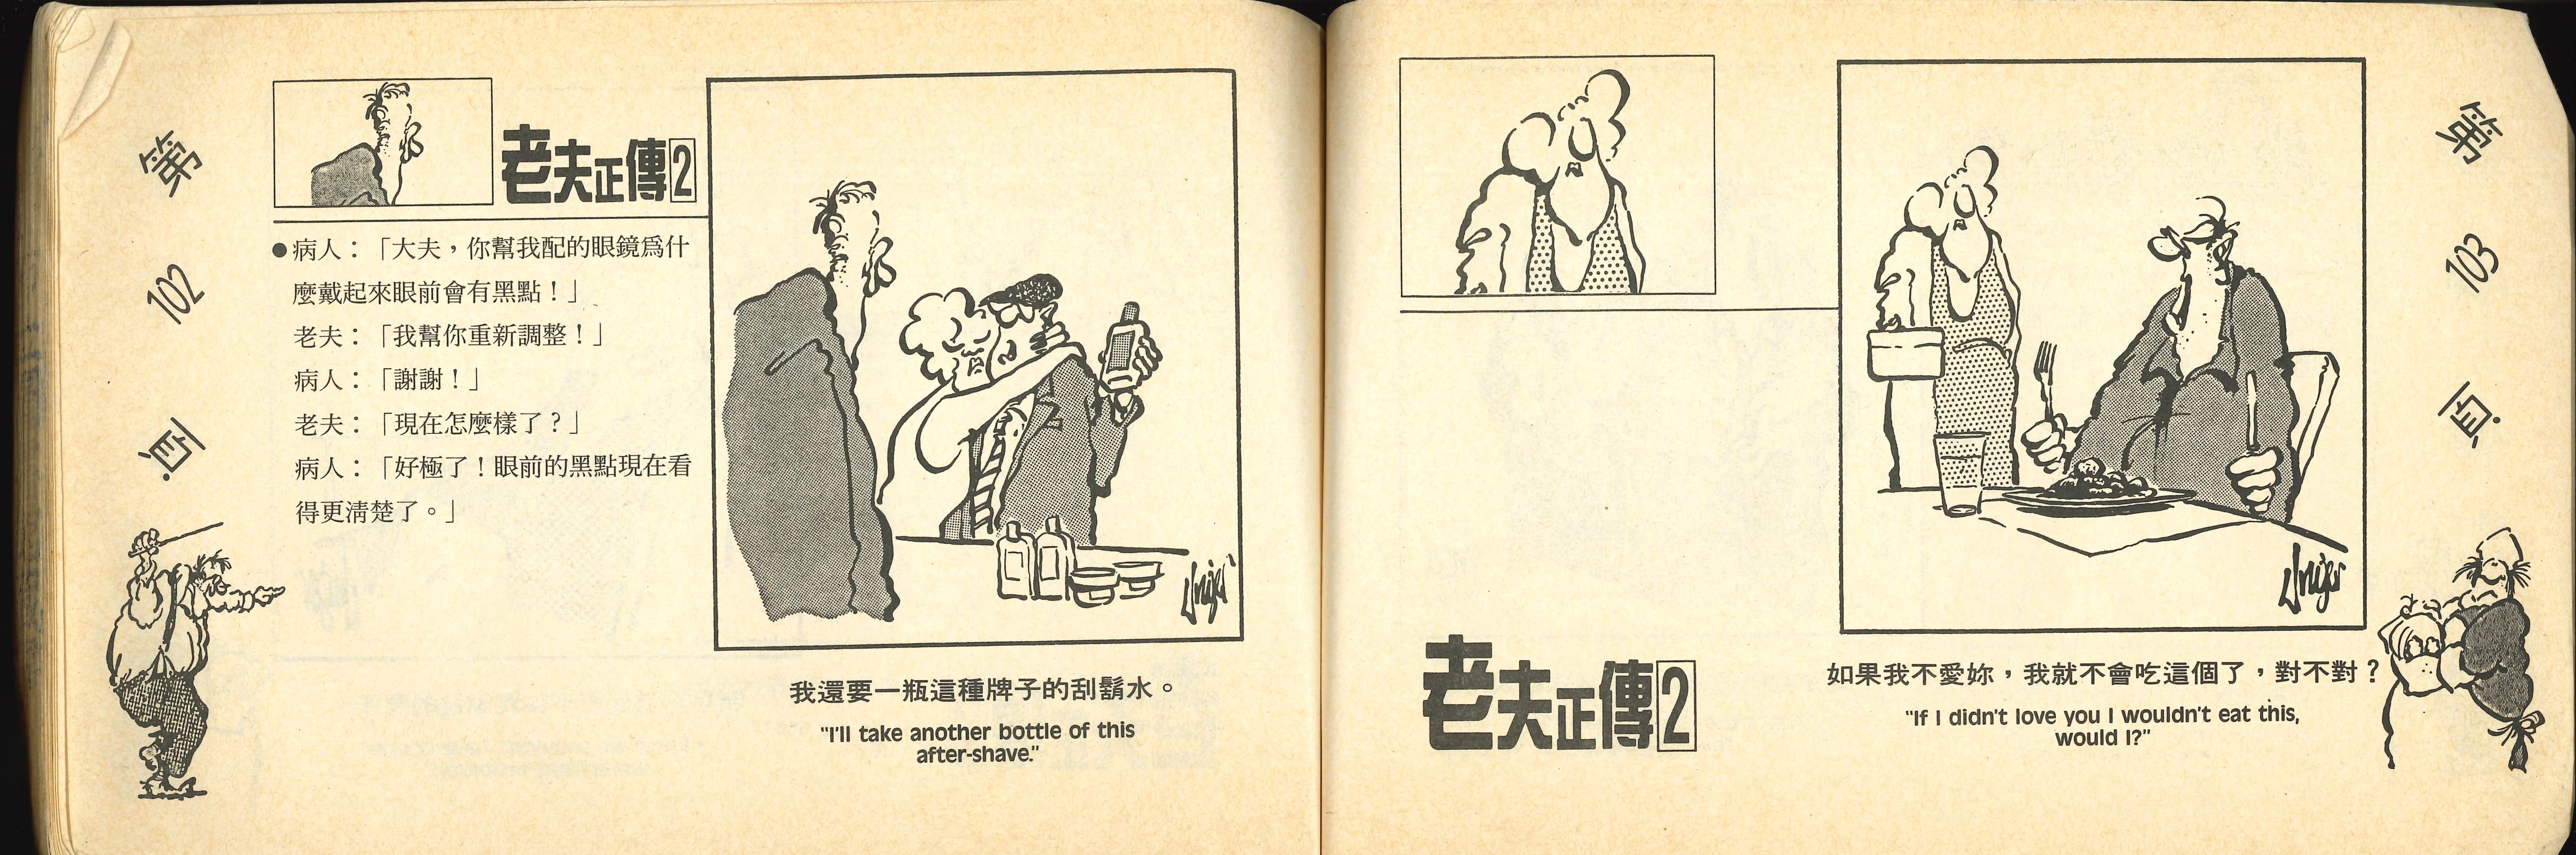 第
102
頁
老夫正傳2
●病人：「大夫，你幫我配的眼鏡爲什
麼戴起來眼前會有黑點！」
老夫：「我幫你重新調整！」
病人：「謝謝！」
老夫：「現在怎麼樣了？」
病人：「好極了！眼前的黑點現在看
得更淸楚了。」
Unger
我還要一瓶這種牌子的刮鬍水。
"I'll take another bottle of this
after-shave."
第
103
頁
Unger
老夫正傳2
如果我不愛妳，我就不會吃這個了，對不對？
"If I didn't love you I wouldn't eat this,
would I?"